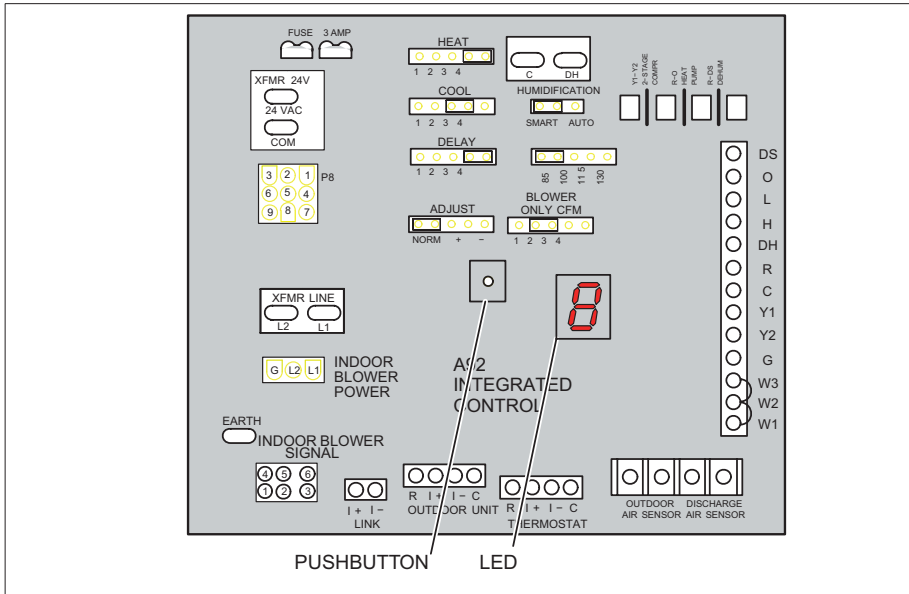 FUSE 3 AMP
XFMR 24V
24 VAC
COM
3 2 1
P8
6 5 4
9 8 7
HEAT
1 2 3 4
COOL
1 2 3 4
DELAY
1 2 3 4
ADJUST
NORM + −
C DH
HUMIDIFICATION
SMART AUTO
85 100 11 5 130
BLOWER
ONLY CFM
1 2 3 4
Y1-Y2
2-STAGE
COMPR
R-O
HEAT
PUMP
R-DS
DEHUM
DS
O
L
H
DH
R
C
Y1
Y2
G
W3
W2
W1
XFMR LINE
L2 L1
G L2 L1
INDOOR
BLOWER
POWER
A92
INTEGRATED
CONTROL
EARTH
INDOOR BLOWER
SIGNAL
4 5 6
1 2 3
I + I −
LINK
R I + I − C
OUTDOOR UNIT
R I + I − C
THERMOSTAT
OUTDOOR
AIR SENSOR
DISCHARGE
AIR SENSOR
PUSHBUTTON
LED